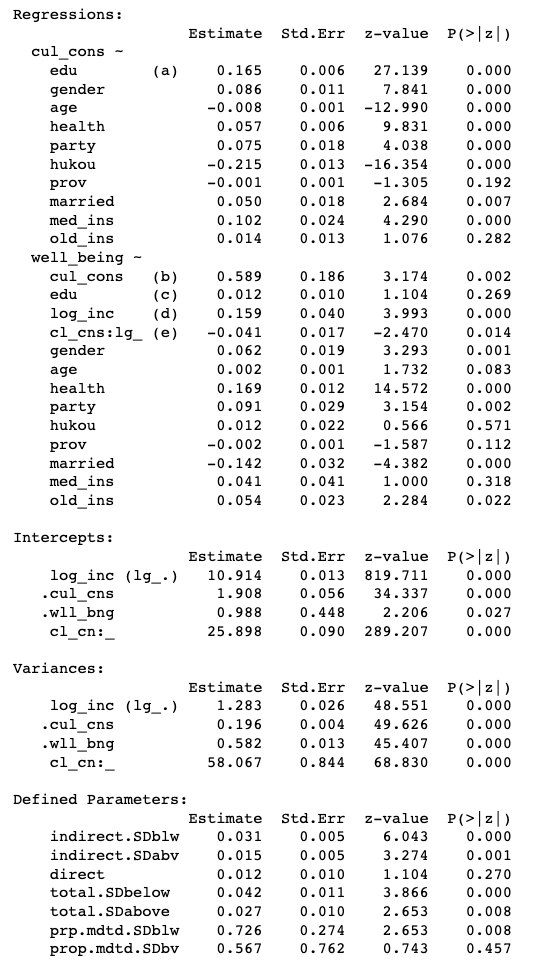 Regressions:
Estimate Std.Err z-value P(>|z|)
cul_cons ~
edu (a) 0.165 0.006 27.139 0.000
gender 0.086 0.011 7.841 0.000
age -0.008 0.001 -12.990 0.000
health 0.057 0.006 9.831 0.000
party 0.075 0.018 4.038 0.000
hukou -0.215 0.013 -16.354 0.000
prov -0.001 0.001 -1.305 0.192
married 0.050 0.018 2.684 0.007
med_ins 0.102 0.024 4.290 0.000
old_ins 0.014 0.013 1.076 0.282
well_being ~
cul_cons (b) 0.589 0.186 3.174 0.002
edu (c) 0.012 0.010 1.104 0.269
log_inc (d) 0.159 0.040 3.993 0.000
cl_cns:lg_ (e) -0.041 0.017 -2.470 0.014
gender 0.062 0.019 3.293 0.001
age 0.002 0.001 1.732 0.083
health 0.169 0.012 14.572 0.000
party 0.091 0.029 3.154 0.002
hukou 0.012 0.022 0.566 0.571
prov -0.002 0.001 -1.587 0.112
married -0.142 0.032 -4.382 0.000
med_ins 0.041 0.041 1.000 0.318
old_ins 0.054 0.023 2.284 0.022
Intercepts:
Estimate Std.Err z-value P(>|z|)
log_inc (lg_.) 10.914 0.013 819.711 0.000
.cul_cns 1.908 0.056 34.337 0.000
.wll_bng 0.988 0.448 2.206 0.027
cl_cn:_ 25.898 0.090 289.207 0.000
Variances:
Estimate Std.Err z-value P(>|z|)
log_inc (lg_.) 1.283 0.026 48.551 0.000
.cul_cns 0.196 0.004 49.626 0.000
.wll_bng 0.582 0.013 45.407 0.000
cl_cn:_ 58.067 0.844 68.830 0.000
Defined Parameters:
Estimate Std.Err z-value P(>|z|)
indirect.SDblw 0.031 0.005 6.043 0.000
indirect.SDabv 0.015 0.005 3.274 0.001
direct 0.012 0.010 1.104 0.270
total.SDbelow 0.042 0.011 3.866 0.000
total.SDabove 0.027 0.010 2.653 0.008
prp.mdtd.SDblw 0.726 0.274 2.653 0.008
prop.mdtd.SDbv 0.567 0.762 0.743 0.457